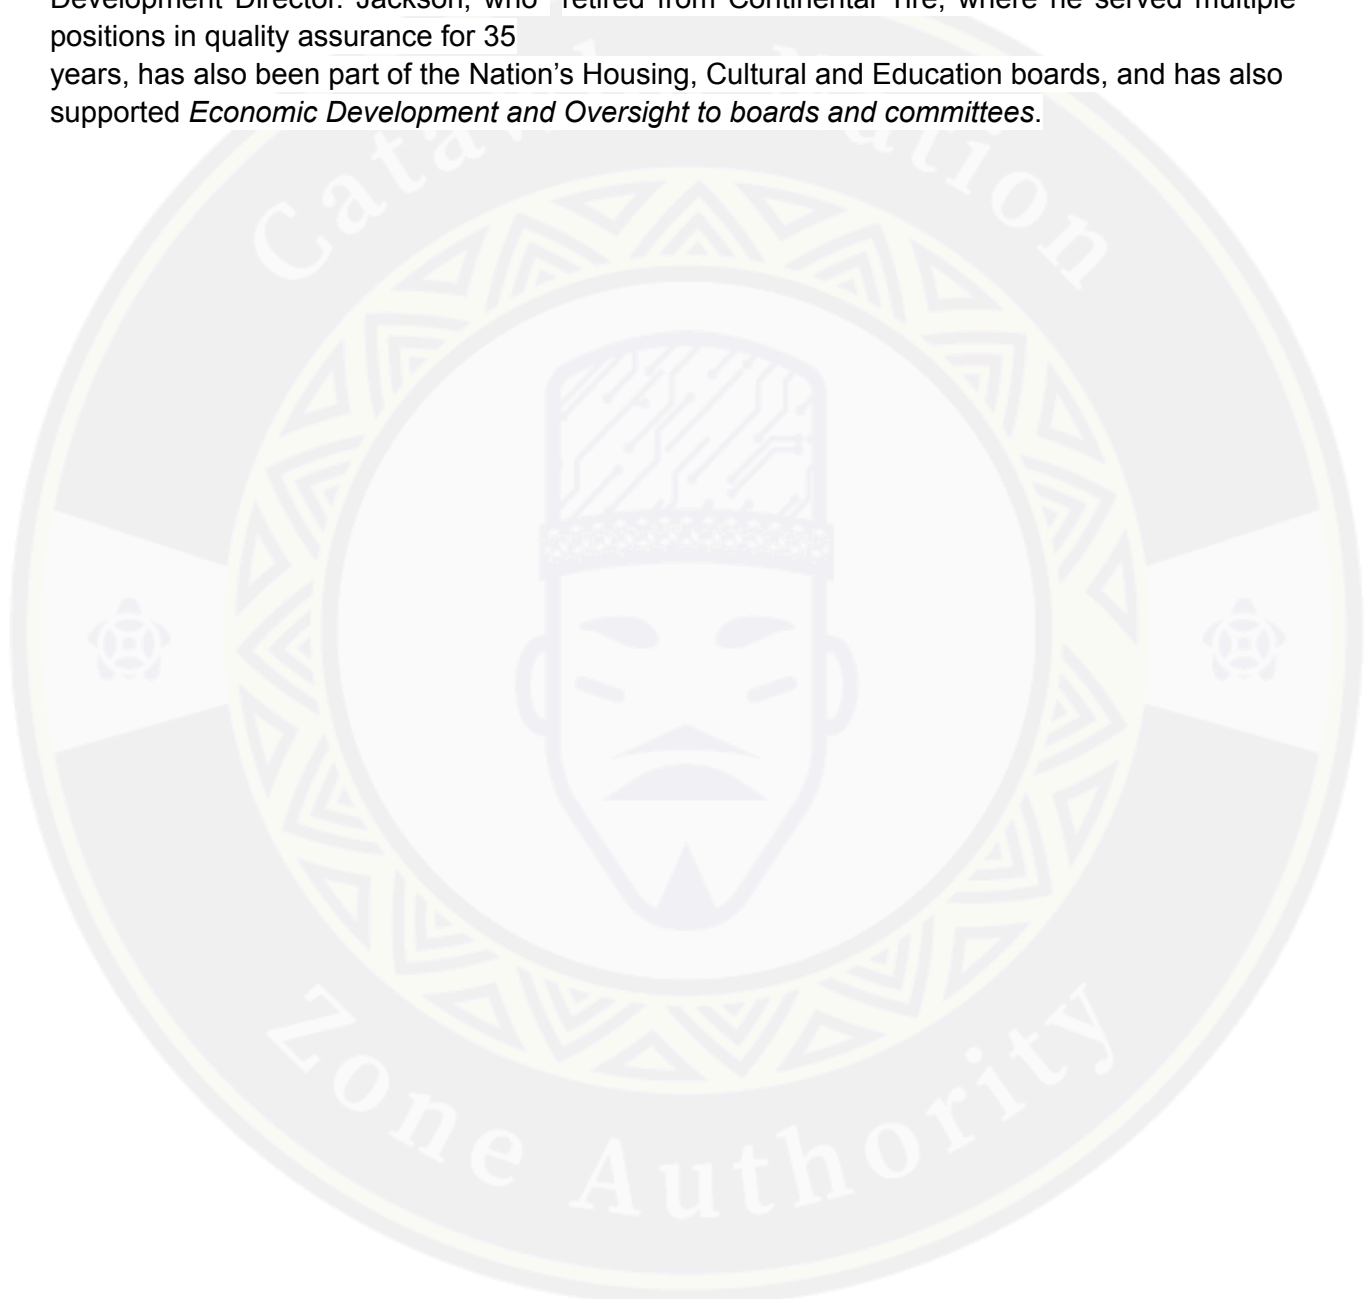 Development Director. Jackson, who retired from Continental Tire, where he served multiple
positions in quality assurance for 35
years, has also been part of the Nation’s Housing, Cultural and Education boards, and has also
supported Economic Development and Oversight to boards and committees.
Catawba Nation
Zone Authority